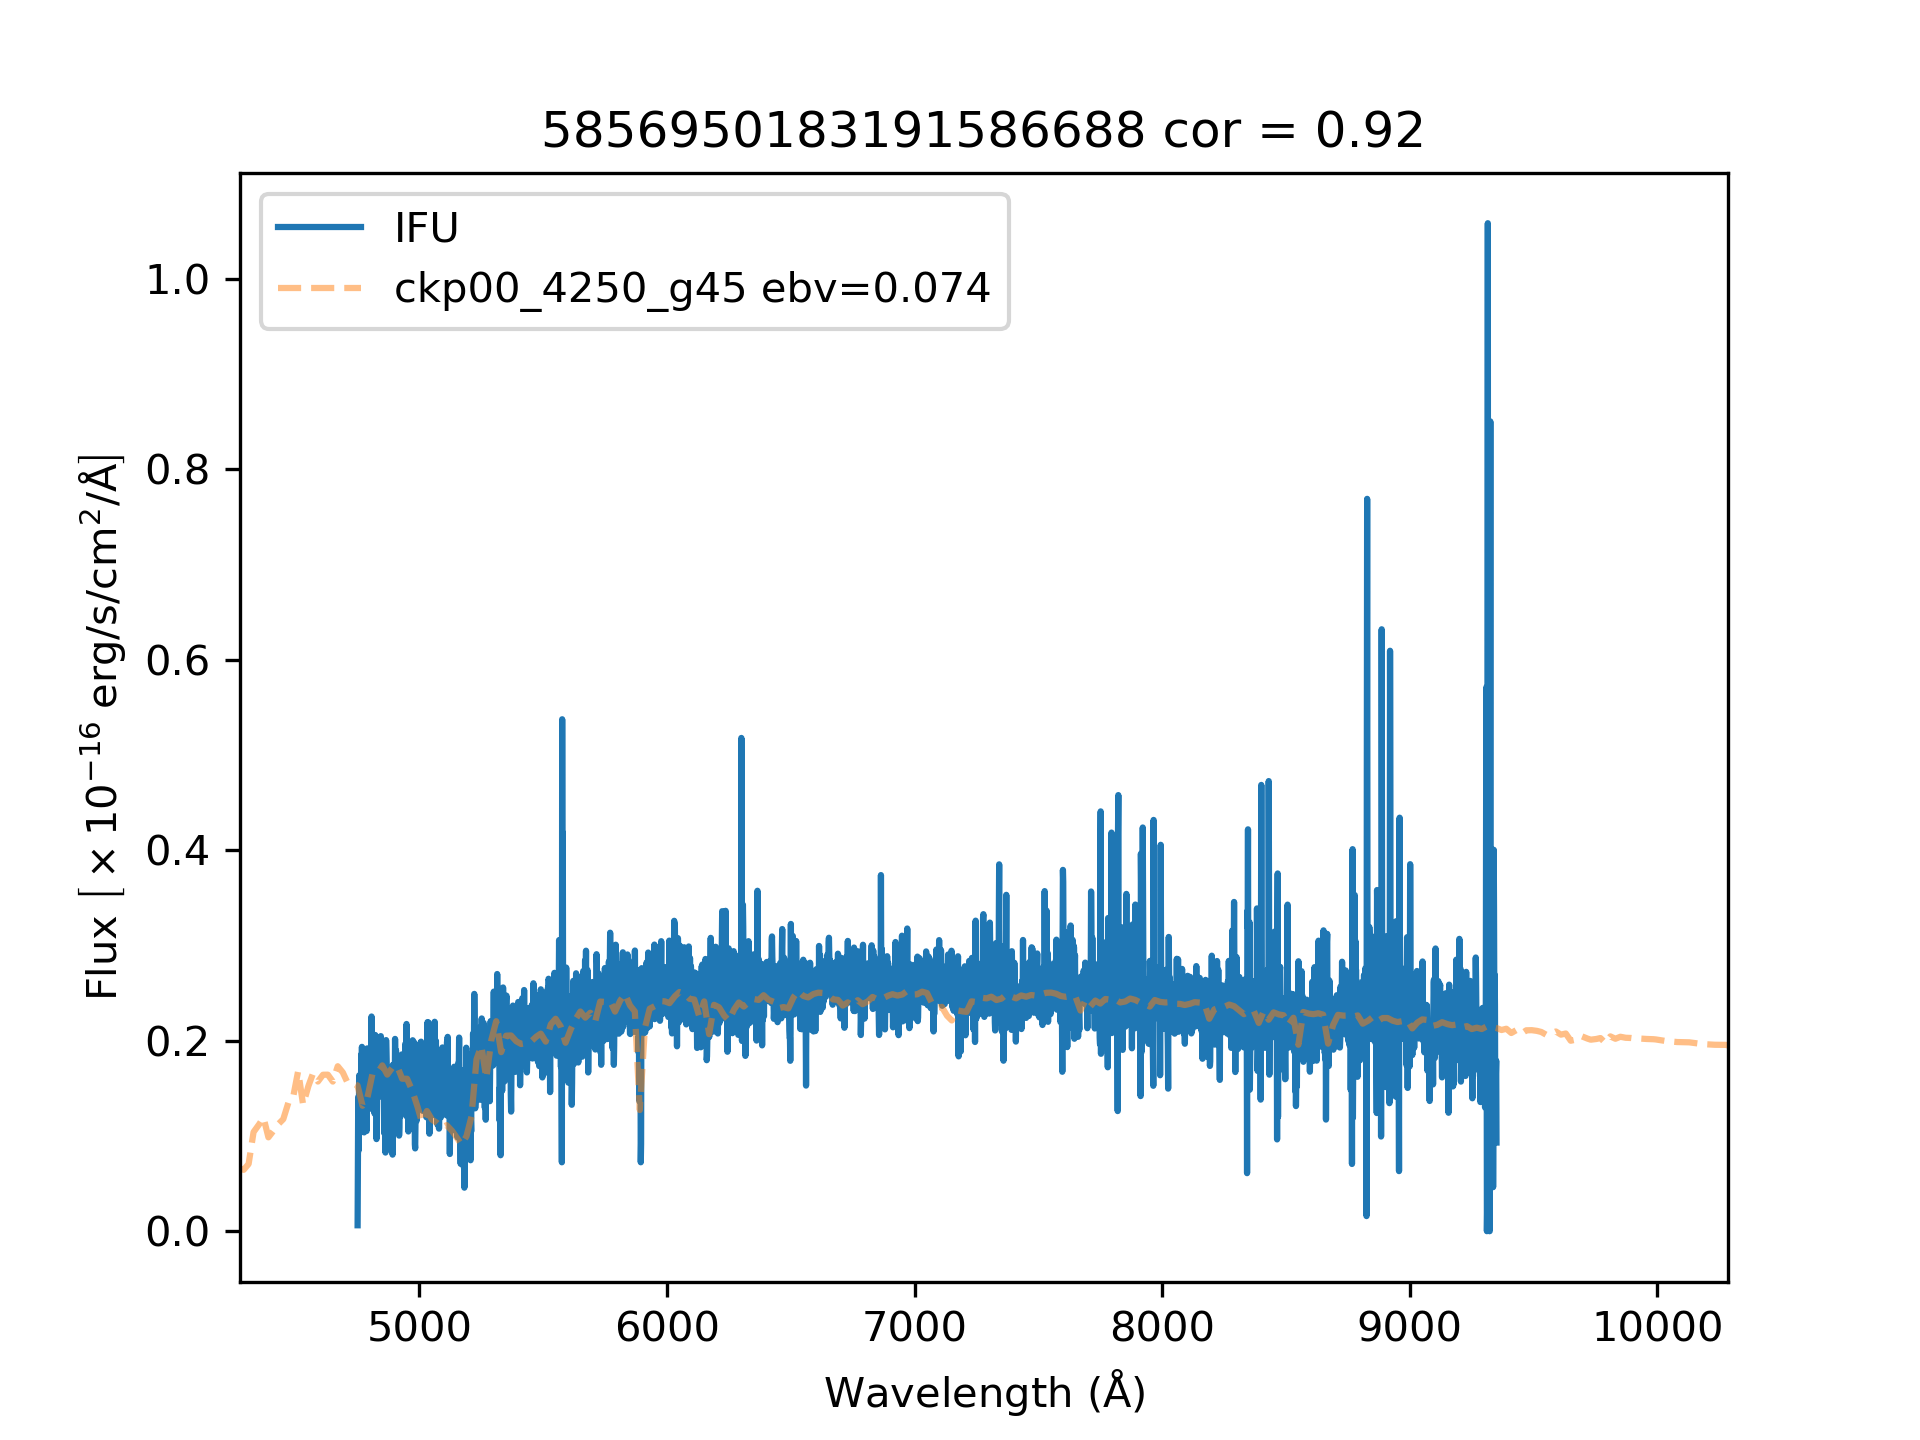 5856950183191586688 cor = 0.92
IFU
ckp00_4250_g45 ebv=0.074
Flux [×10⁻¹⁶ erg/s/cm²/Å]
1.0
0.8
0.6
0.4
0.2
0.0
5000 6000 7000 8000 9000 10000
Wavelength (Å)